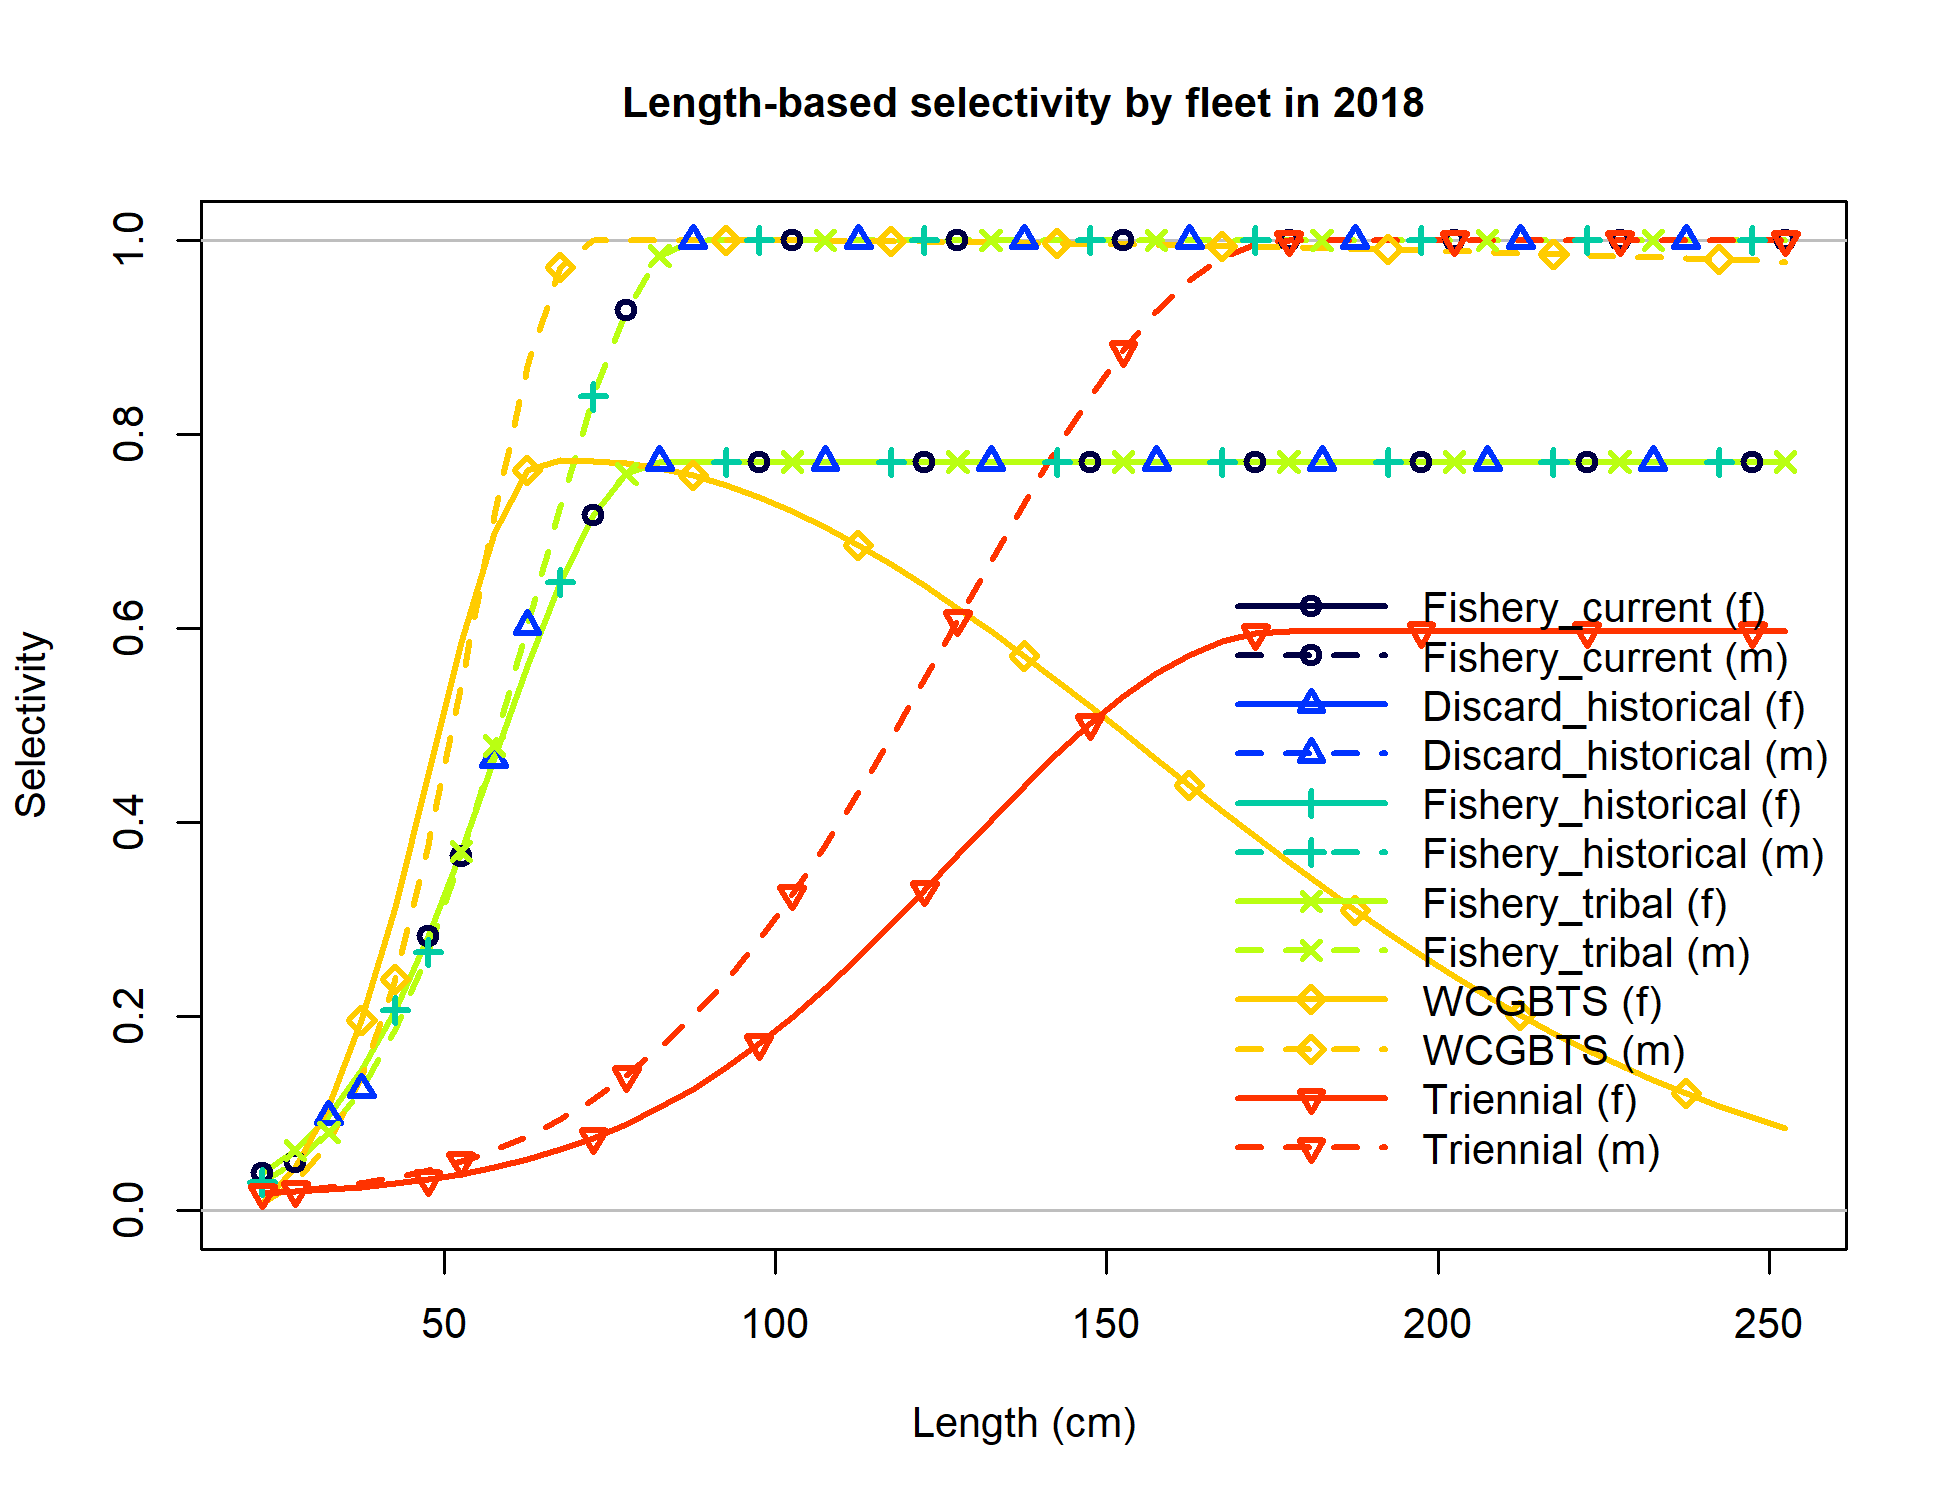 Length-based selectivity by fleet in 2018
Selectivity
1.0
0.8
0.6
0.4
0.2
0.0
Fishery_current (f)
Fishery_current (m)
Discard_historical (f)
Discard_historical (m)
Fishery_historical (f)
Fishery_historical (m)
Fishery_tribal (f)
Fishery_tribal (m)
WCGBTS (f)
WCGBTS (m)
Triennial (f)
Triennial (m)
50 100 150 200 250
Length (cm)